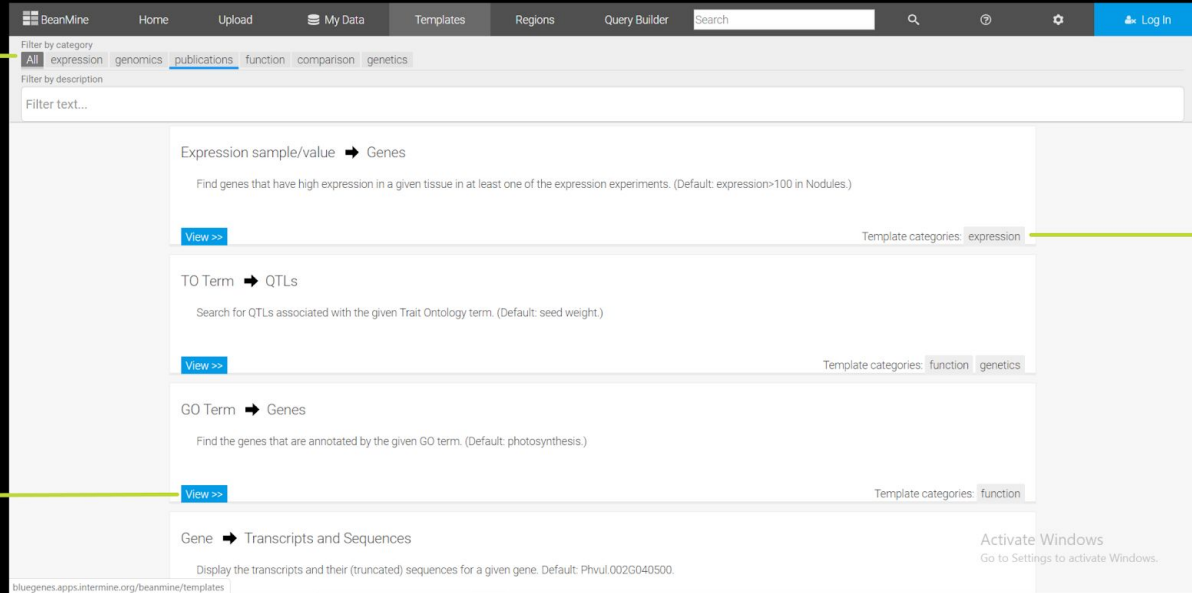 BeanMine Home Upload My Data Templates Regions Query Builder Search Log In
Filter by category
All expression genomics publications function comparison genetics
Filter by description
Filter text...
Expression sample/value → Genes
Find genes that have high expression in a given tissue in at least one of the expression experiments. (Default: expression>100 in Nodules.)
View >> Template categories: expression
TO Term → QTLs
Search for QTLs associated with the given Trait Ontology term. (Default: seed weight.)
View >> Template categories: function genetics
GO Term → Genes
Find the genes that are annotated by the given GO term. (Default: photosynthesis.)
View >> Template categories: function
Gene → Transcripts and Sequences
Display the transcripts and their (truncated) sequences for a given gene. Default: Phvul.002G040500.
Activate Windows
Go to Settings to activate Windows.
bluegenes.apps.intermine.org/beanmine/templates